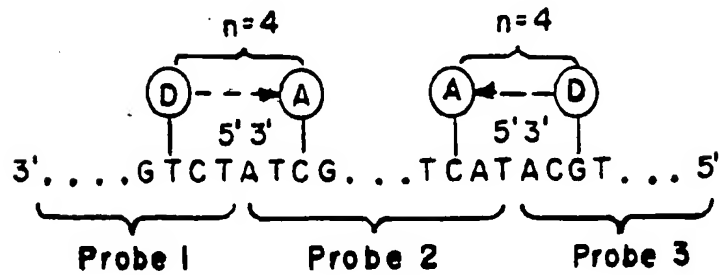 n=4 n=4
D A A D
5' 3' 5' 3'
3'....GTCTATCG...TCATACGT...5'
Probe 1 Probe 2 Probe 3